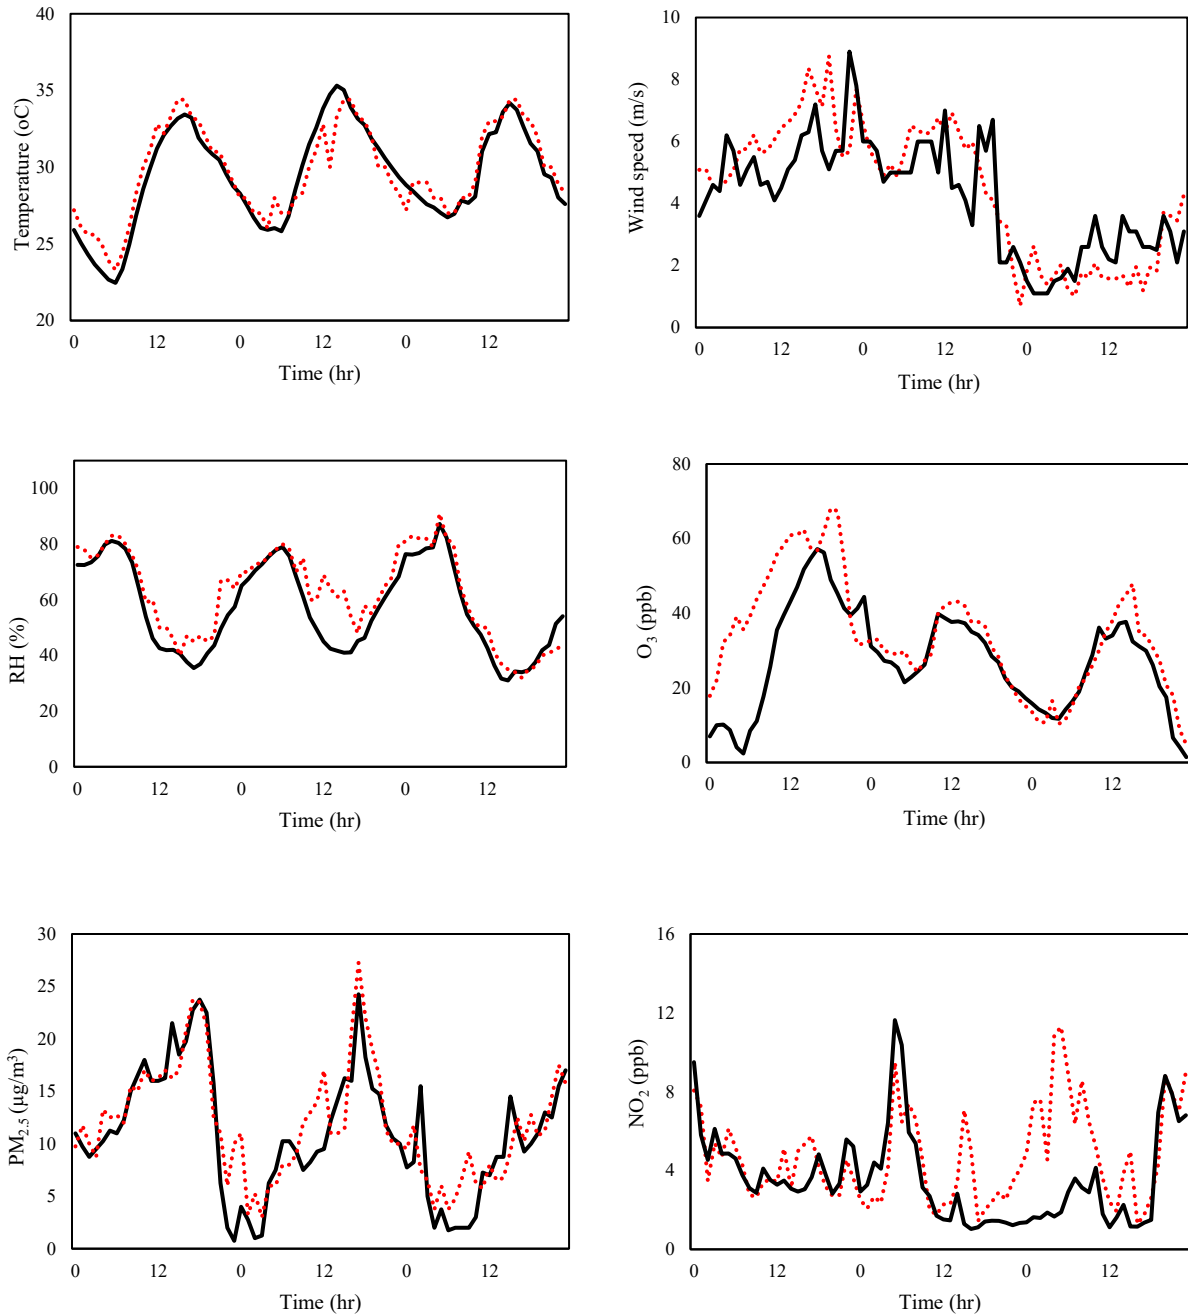 40
35
30
25
20
Temperature (oC)
0 12 0 12 0 12
Time (hr)
10
8
6
4
2
0
Wind speed (m/s)
0 12 0 12 0 12
Time (hr)
100
80
60
40
20
0
RH (%)
0 12 0 12 0 12
Time (hr)
80
60
40
20
0
O3 (ppb)
0 12 0 12 0 12
Time (hr)
30
25
20
15
10
5
0
PM2.5 (μg/m³)
0 12 0 12 0 12
Time (hr)
16
12
8
4
0
NO2 (ppb)
0 12 0 12 0 12
Time (hr)